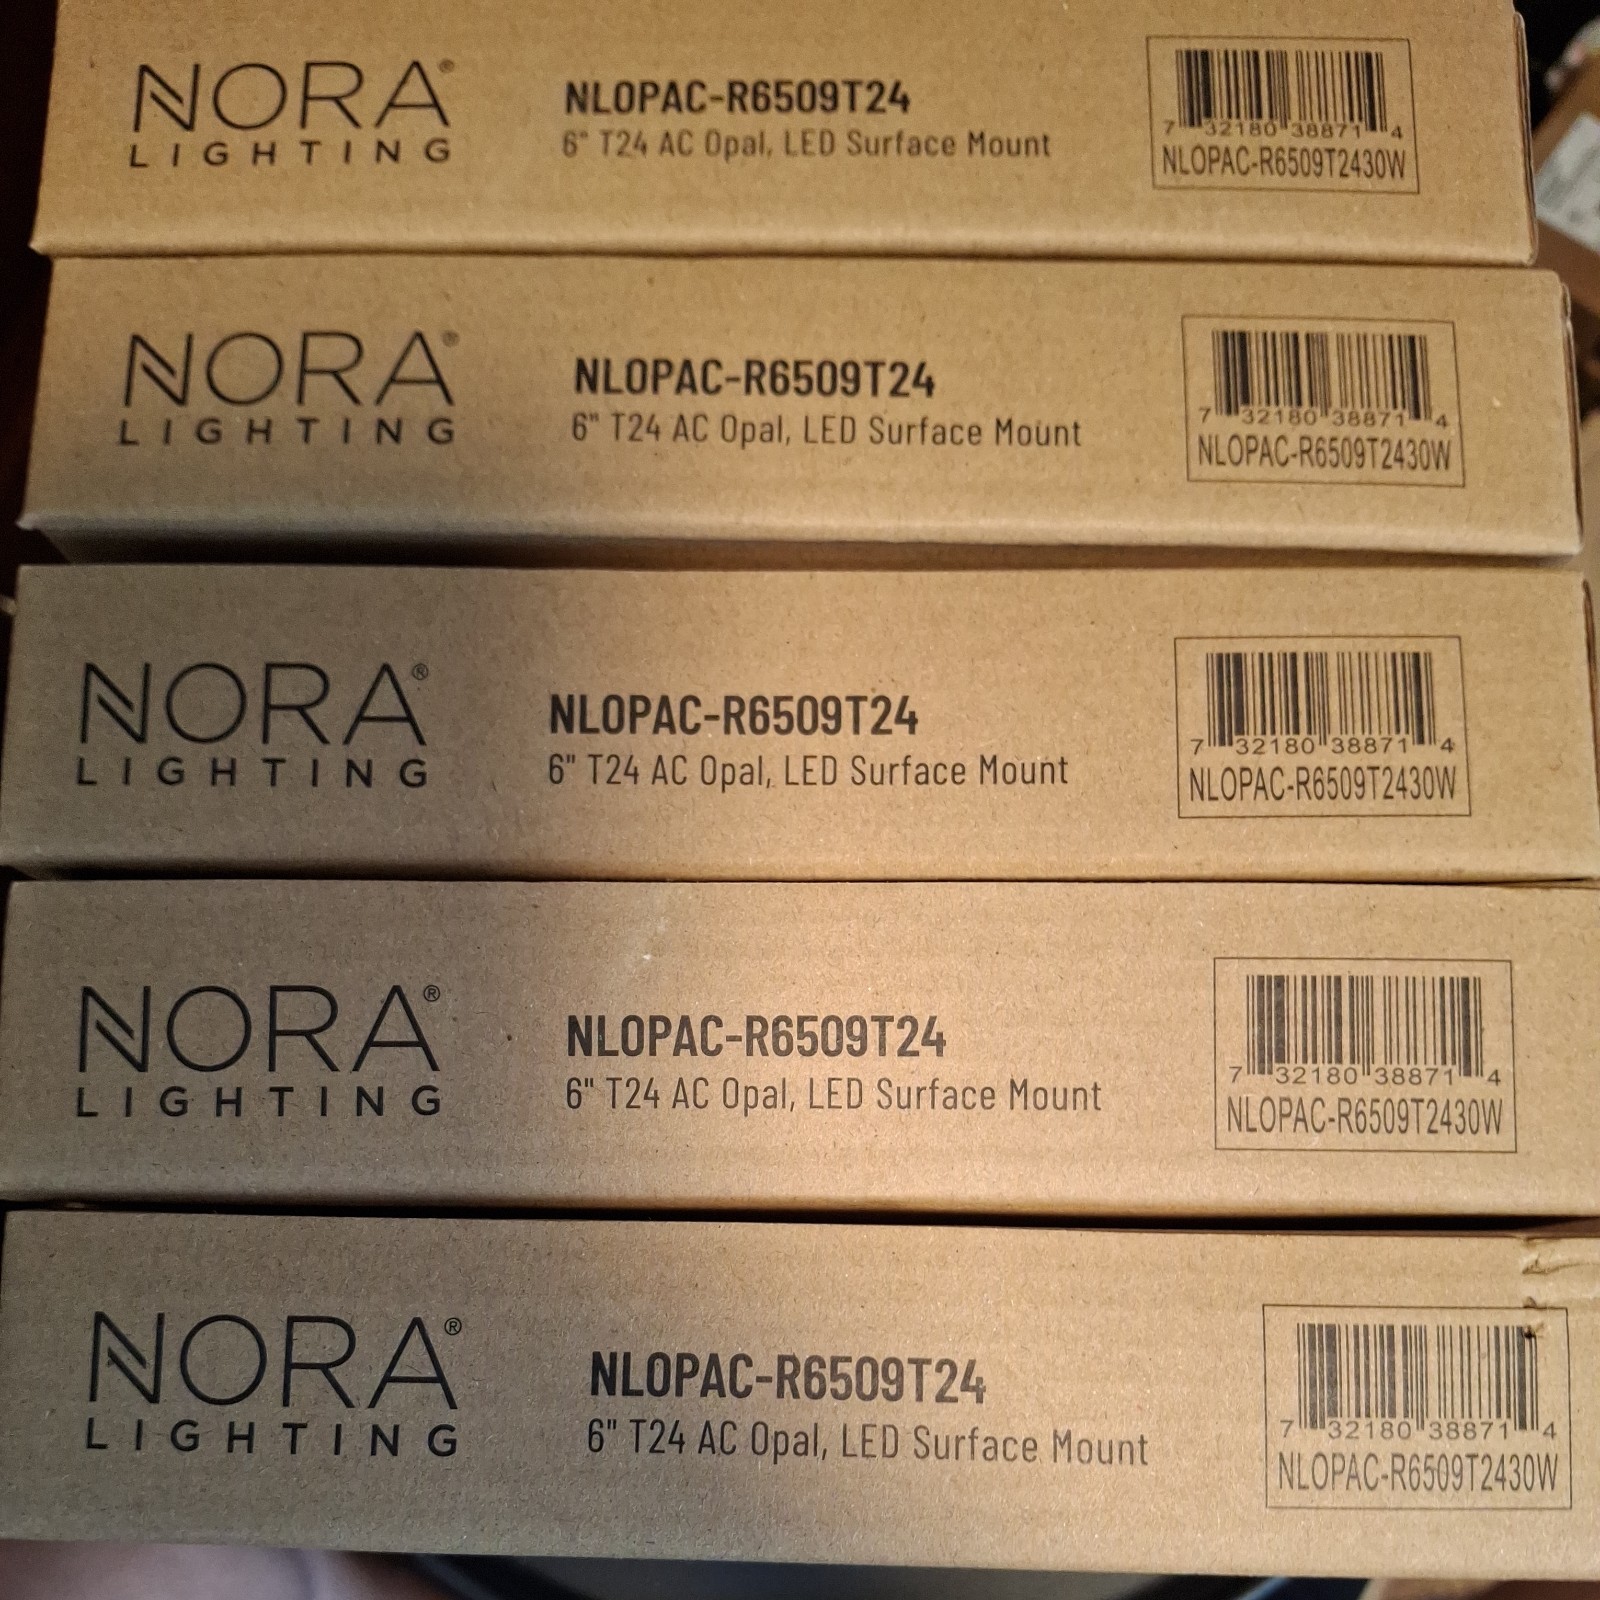 NORA®
LIGHTING
NLOPAC-R6509T24
6" T24 AC Opal, LED Surface Mount
7 32180 38871 4
NLOPAC-R6509T2430W
NORA®
LIGHTING
NLOPAC-R6509T24
6" T24 AC Opal, LED Surface Mount
7 32180 38871 4
NLOPAC-R6509T2430W
NORA®
LIGHTING
NLOPAC-R6509T24
6" T24 AC Opal, LED Surface Mount
7 32180 38871 4
NLOPAC-R6509T2430W
NORA®
LIGHTING
NLOPAC-R6509T24
6" T24 AC Opal, LED Surface Mount
7 32180 38871 4
NLOPAC-R6509T2430W
NORA®
LIGHTING
NLOPAC-R6509T24
6" T24 AC Opal, LED Surface Mount
7 32180 38871 4
NLOPAC-R6509T2430W